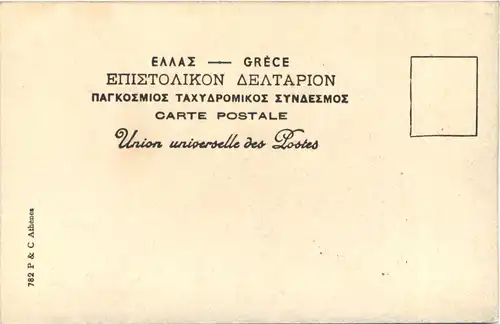 ΕΛΛΑΣ — GRÈCE
ΕΠΙΣΤΟΛΙΚΟΝ ΔΕΛΤΑΡΙΟΝ
ΠΑΓΚΟΣΜΙΟΣ ΤΑΧΥΔΡΟΜΙΚΟΣ ΣΥΝΔΕΣΜΟΣ
CARTE POSTALE
Union universelle des Postes
782 P & C Athènes